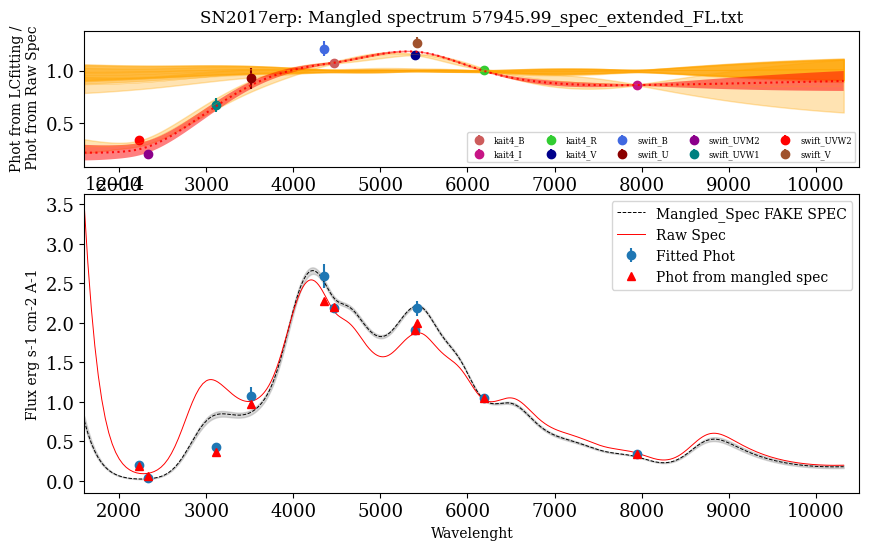 SN2017erp: Mangled spectrum 57945.99_spec_extended_FL.txt
Phot from LCfitting /
Phot from Raw Spec
1.0
0.5
kait4_B kait4_R swift_B swift_UVM2 swift_UVW2
kait4_I kait4_V swift_U swift_UVW1 swift_V
2000 3000 4000 5000 6000 7000 8000 9000 10000
1e−14
Flux erg s-1 cm-2 A-1
3.5
3.0
2.5
2.0
1.5
1.0
0.5
0.0
Mangled_Spec FAKE SPEC
Raw Spec
Fitted Phot
Phot from mangled spec
2000 3000 4000 5000 6000 7000 8000 9000 10000
Wavelenght